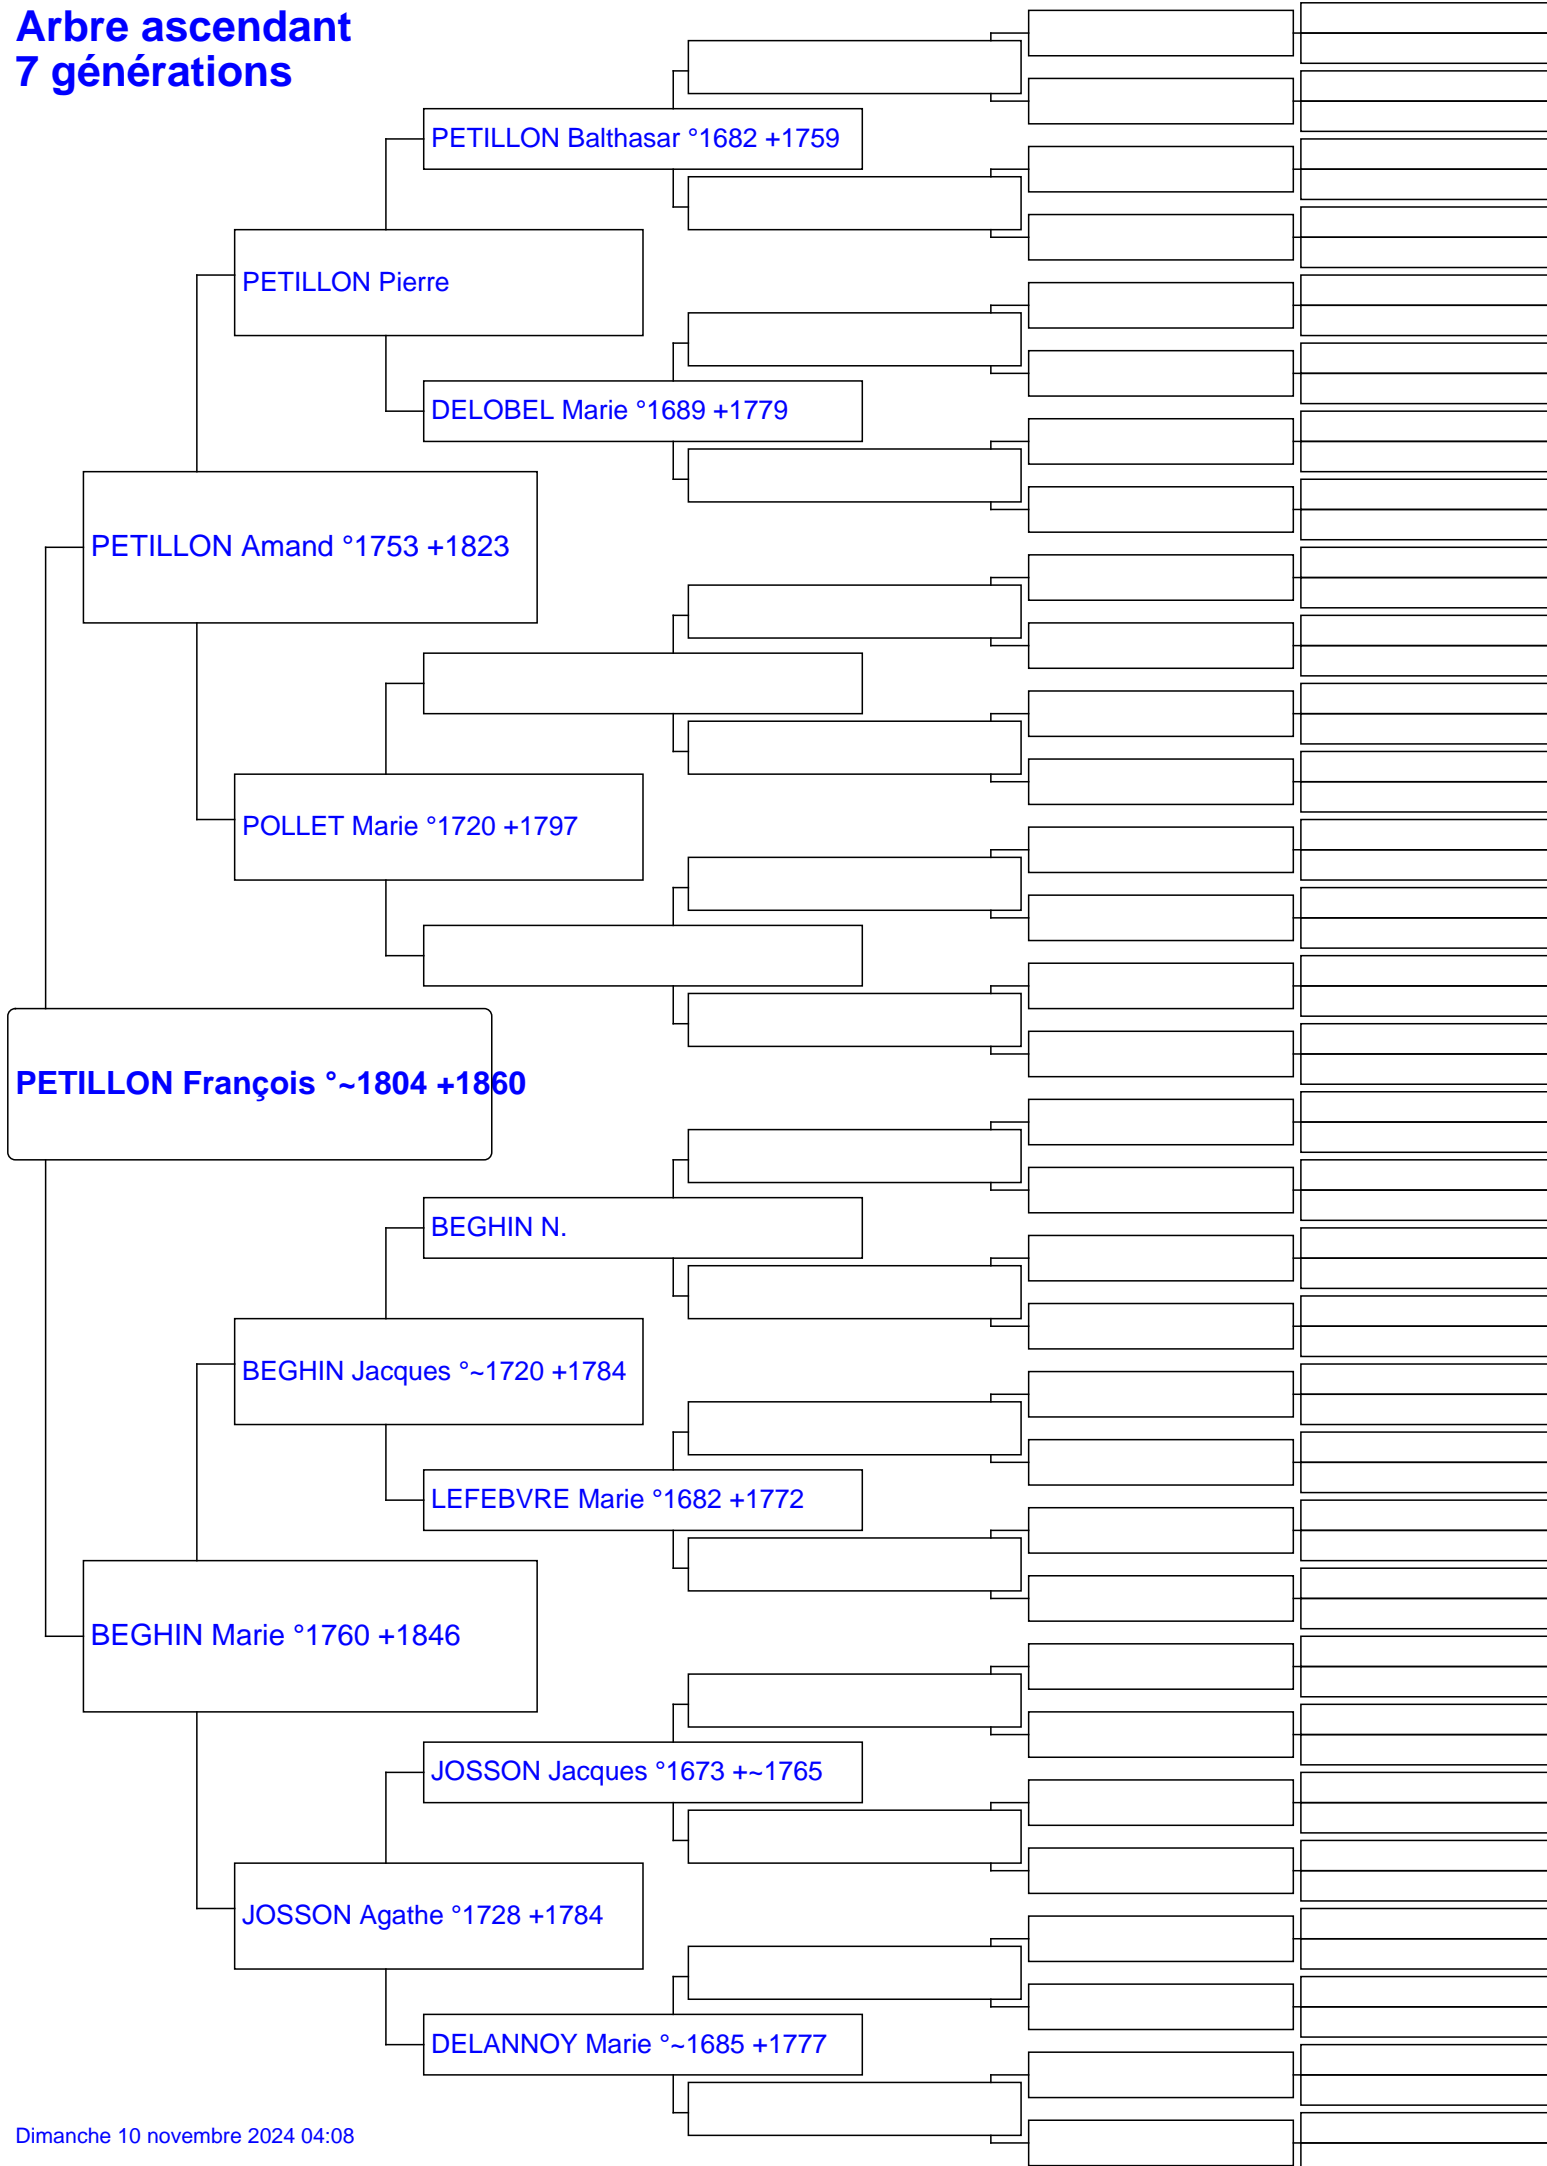 Arbre ascendant
7 générations
PETILLON Balthasar °1682 +1759
PETILLON Pierre
DELOBEL Marie °1689 +1779
PETILLON Amand °1753 +1823
POLLET Marie °1720 +1797
PETILLON François °~1804 +1860
BEGHIN N.
BEGHIN Jacques °~1720 +1784
LEFEBVRE Marie °1682 +1772
BEGHIN Marie °1760 +1846
JOSSON Jacques °1673 +~1765
JOSSON Agathe °1728 +1784
DELANNOY Marie °~1685 +1777
Dimanche 10 novembre 2024 04:08